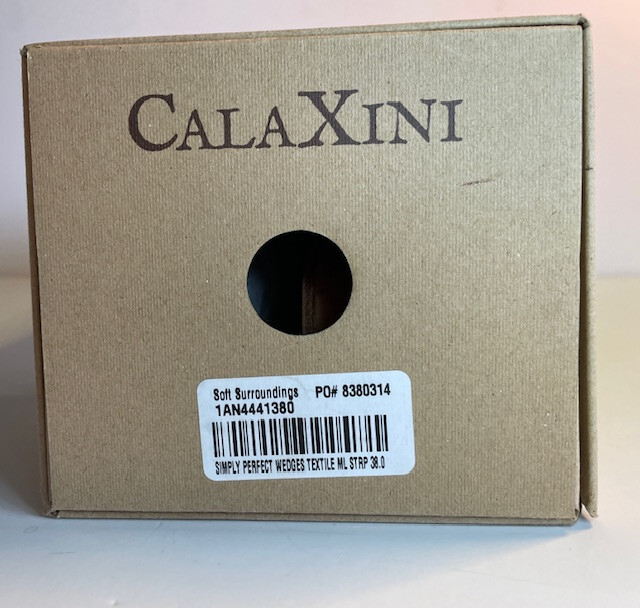 CALAXINI
Soft Surroundings PO# 8380314
1AN4441380
SIMPLY PERFECT WEDGES TEXTILE ML STRP 38.0